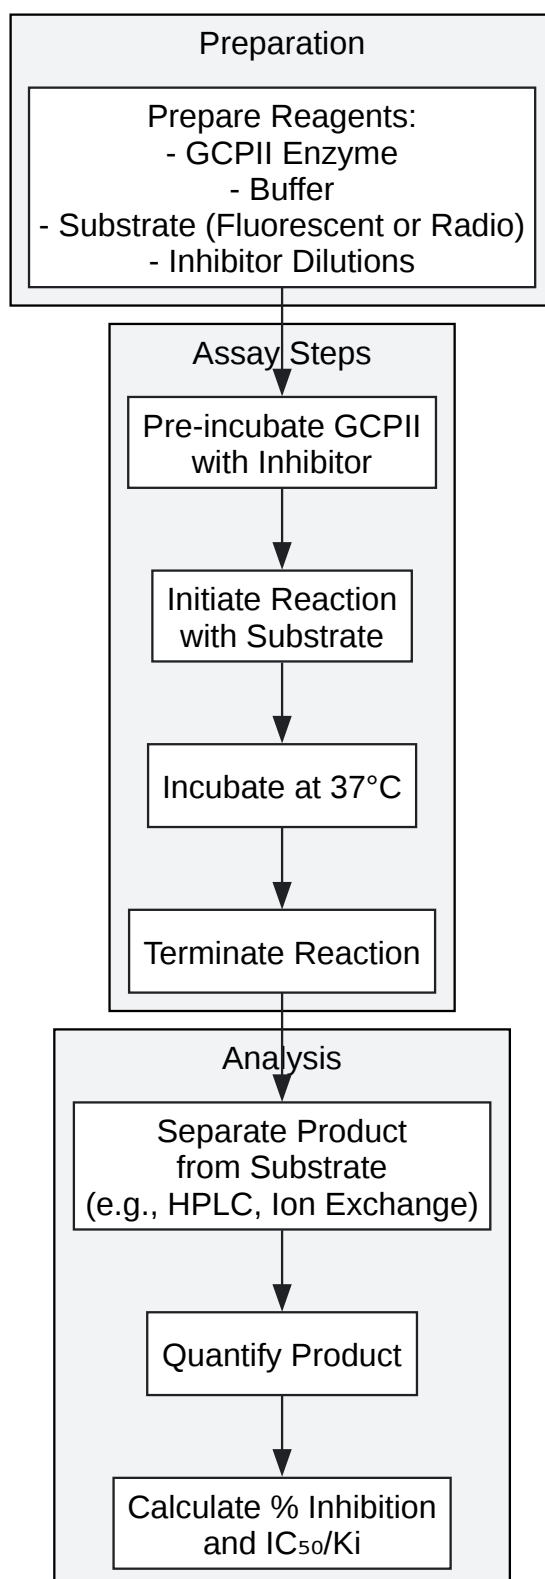 Preparation
Prepare Reagents:
- GCPII Enzyme
- Buffer
- Substrate (Fluorescent or Radio)
- Inhibitor Dilutions
Assay Steps
Pre-incubate GCPII
with Inhibitor
Initiate Reaction
with Substrate
Incubate at 37°C
Terminate Reaction
Analysis
Separate Product
from Substrate
(e.g., HPLC, Ion Exchange)
Quantify Product
Calculate % Inhibition
and IC₅₀/Ki